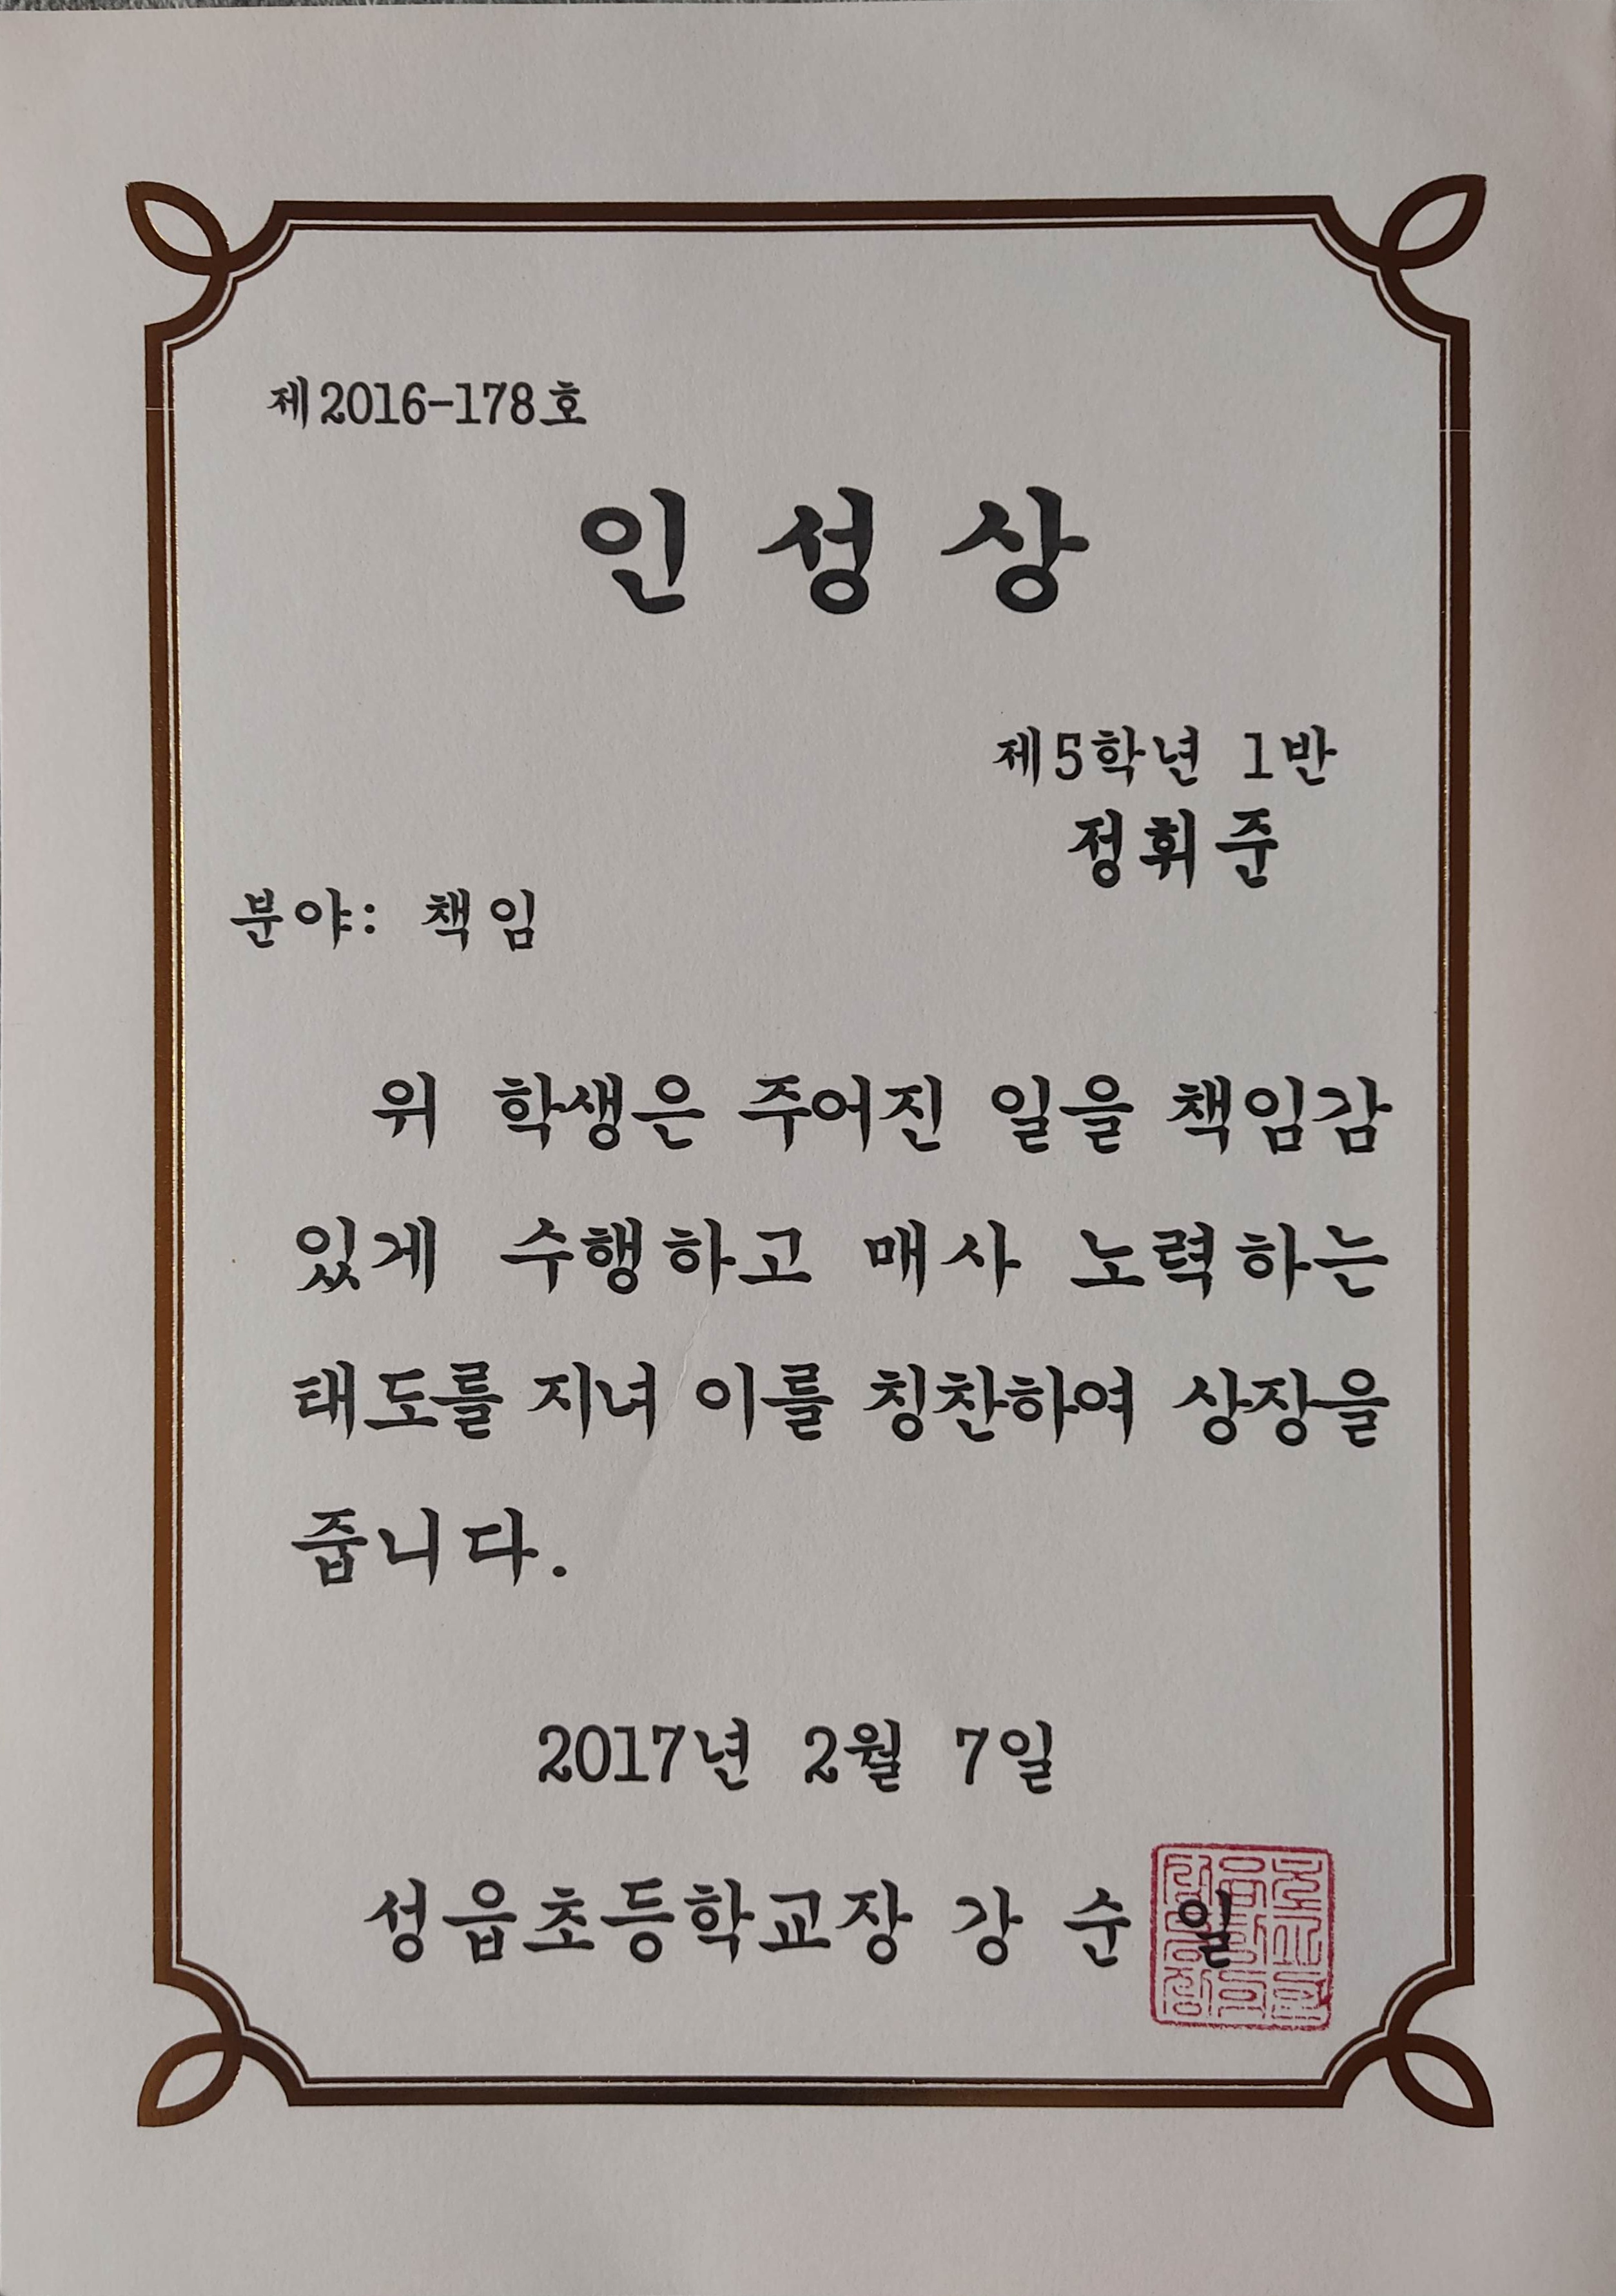 제2016-178호
인 성 상
제5학년 1반
정휘준
분야: 책임
위 학생은 주어진 일을 책임감
있게 수행하고 매사 노력하는
태도를 지녀 이를 칭찬하여 상장을
줍니다.
2017년 2월 7일
성읍초등학교장 강 순 일